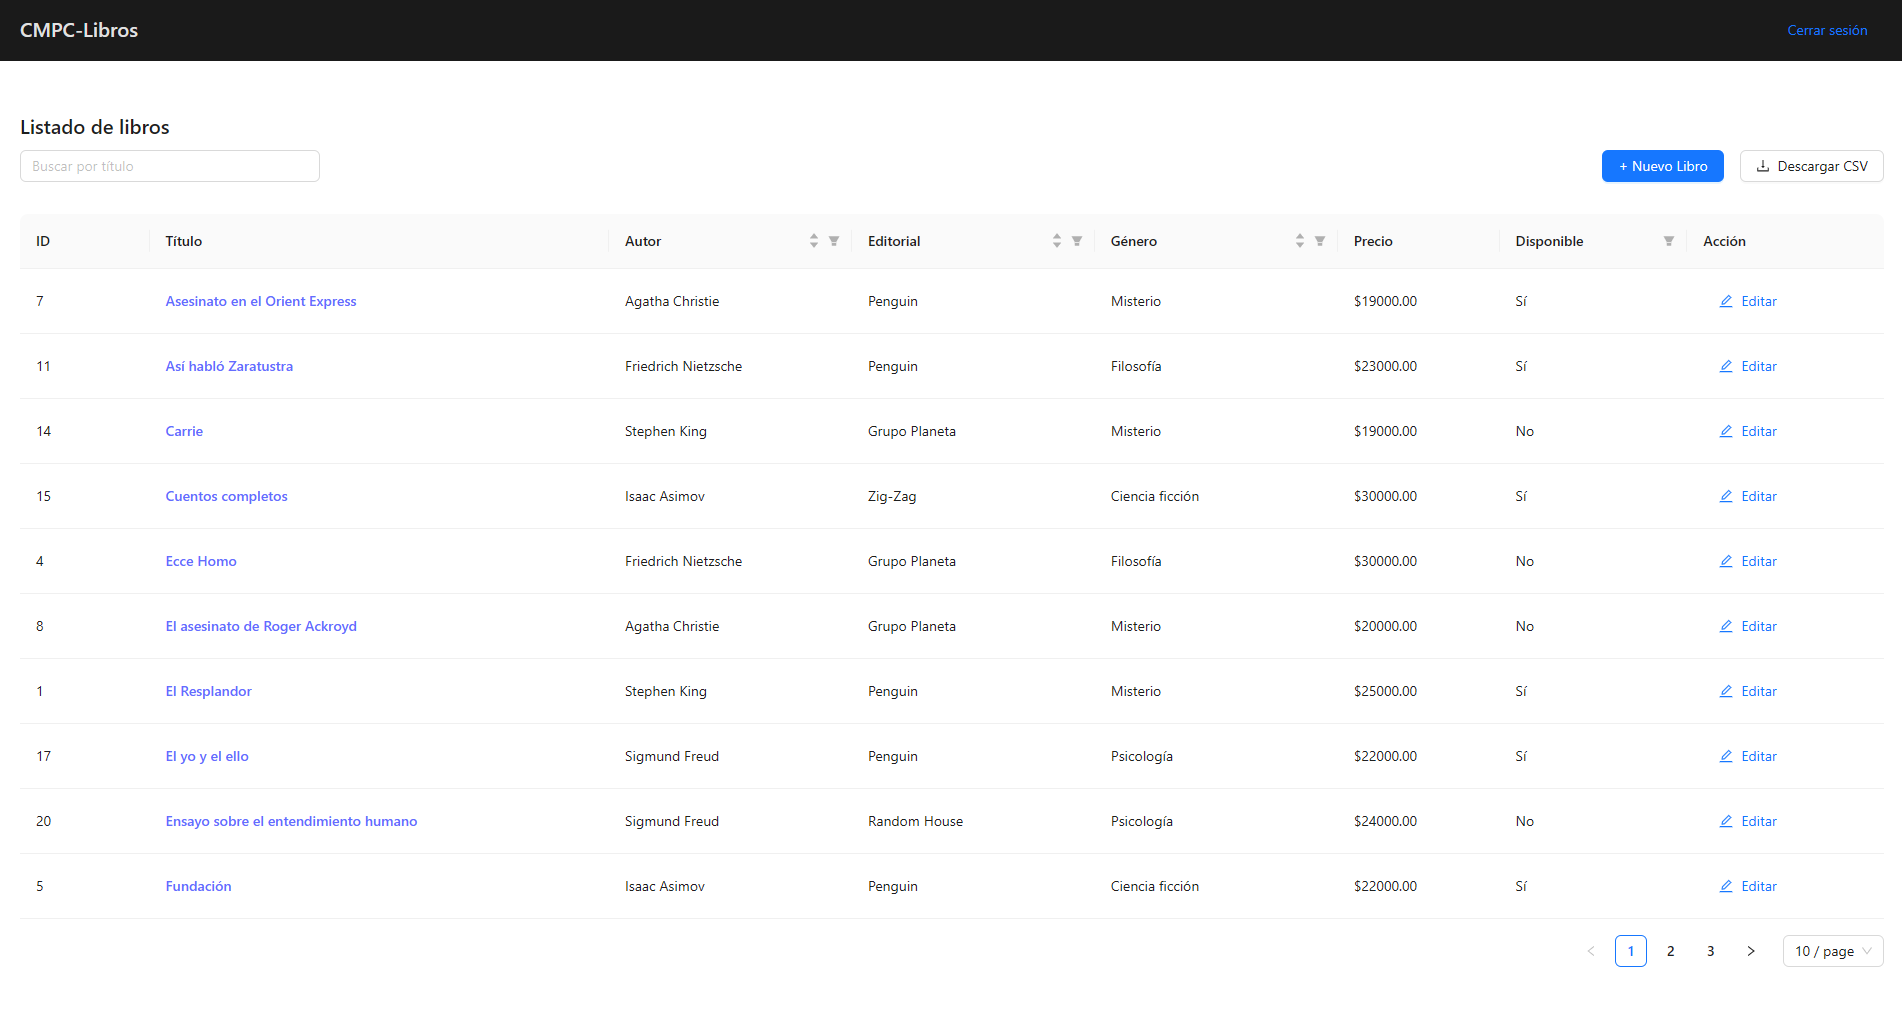 CMPC-Libros Cerrar sesión
Listado de libros
Buscar por título + Nuevo Libro Descargar CSV
ID Título Autor Editorial Género Precio Disponible Acción
7 Asesinato en el Orient Express Agatha Christie Penguin Misterio $19000.00 Sí Editar
11 Así habló Zaratustra Friedrich Nietzsche Penguin Filosofía $23000.00 Sí Editar
14 Carrie Stephen King Grupo Planeta Misterio $19000.00 No Editar
15 Cuentos completos Isaac Asimov Zig-Zag Ciencia ficción $30000.00 Sí Editar
4 Ecce Homo Friedrich Nietzsche Grupo Planeta Filosofía $30000.00 No Editar
8 El asesinato de Roger Ackroyd Agatha Christie Grupo Planeta Misterio $20000.00 No Editar
1 El Resplandor Stephen King Penguin Misterio $25000.00 Sí Editar
17 El yo y el ello Sigmund Freud Penguin Psicología $22000.00 Sí Editar
20 Ensayo sobre el entendimiento humano Sigmund Freud Random House Psicología $24000.00 No Editar
5 Fundación Isaac Asimov Penguin Ciencia ficción $22000.00 Sí Editar
< 1 2 3 > 10 / page